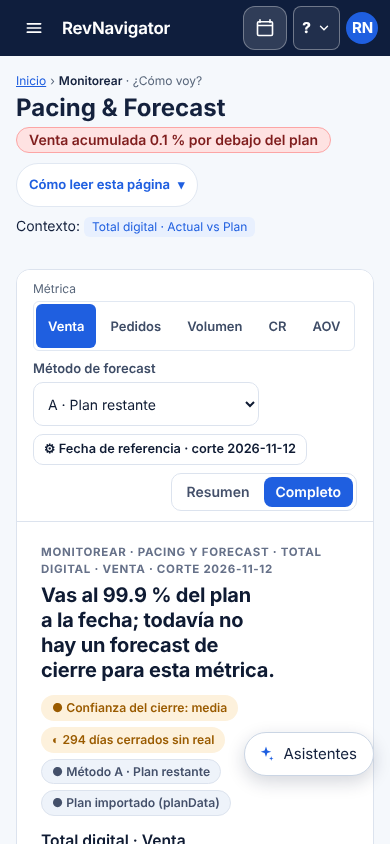 RevNavigator
?
RN
Inicio › Monitorear · ¿Cómo voy?
Pacing & Forecast
Venta acumulada 0.1 % por debajo del plan
Cómo leer esta página ▾
Contexto: Total digital · Actual vs Plan
Métrica
Venta Pedidos Volumen CR AOV
Método de forecast
A · Plan restante
⚙ Fecha de referencia · corte 2026-11-12
Resumen Completo
MONITOREAR · PACING Y FORECAST · TOTAL
DIGITAL · VENTA · CORTE 2026-11-12
Vas al 99.9 % del plan
a la fecha; todavía no
hay un forecast de
cierre para esta métrica.
Confianza del cierre: media
294 días cerrados sin real
Método A · Plan restante
Plan importado (planData)
Asistentes
Total digital · Venta